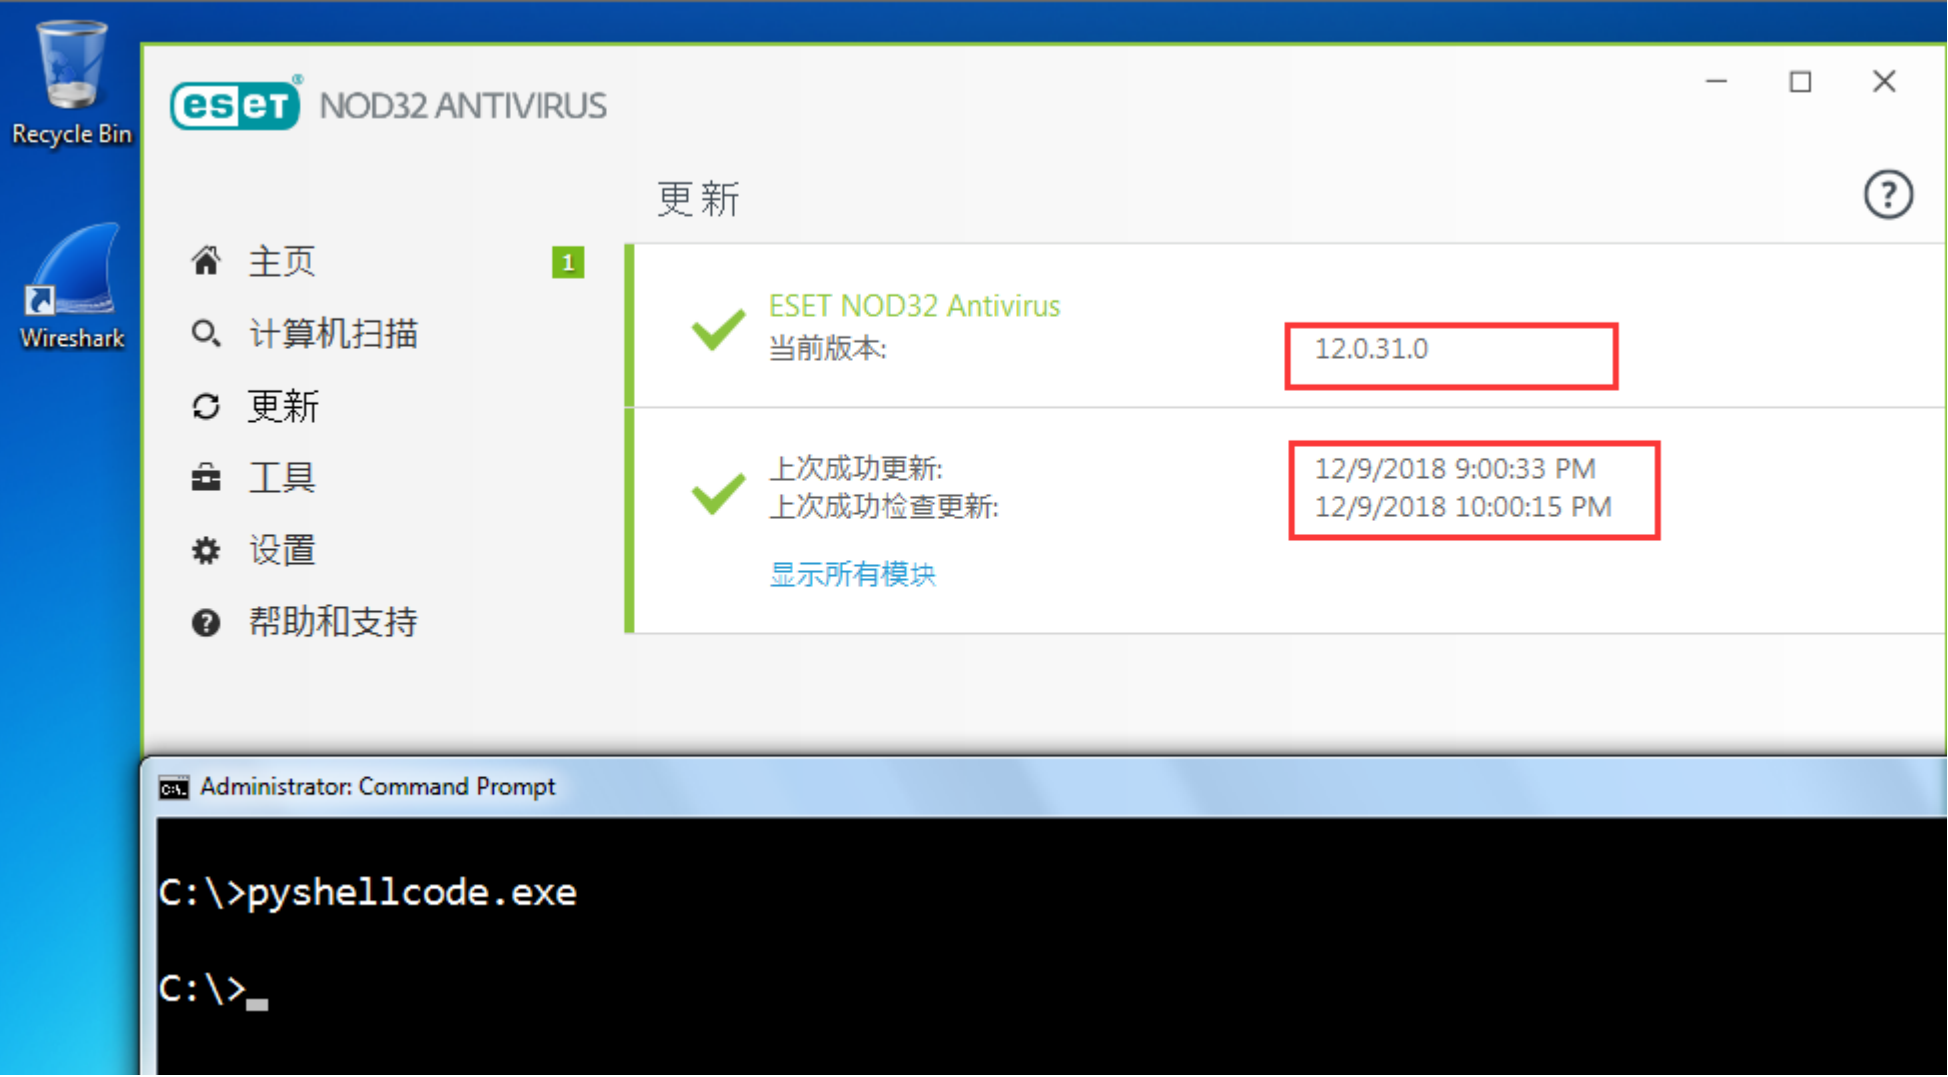 Recycle Bin
Wireshark
eset® NOD32 ANTIVIRUS
更新
?
主页
1
计算机扫描
更新
工具
设置
帮助和支持
ESET NOD32 Antivirus
当前版本:
12.0.31.0
上次成功更新:
12/9/2018 9:00:33 PM
上次成功检查更新:
12/9/2018 10:00:15 PM
显示所有模块
Administrator: Command Prompt
C:\>pyshellcode.exe
C:\>_